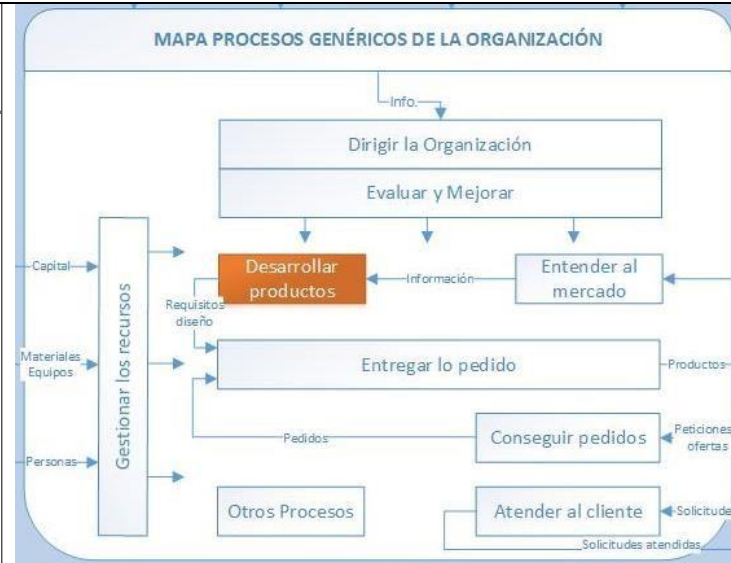 MAPA PROCESOS GENÉRICOS DE LA ORGANIZACIÓN
Info.
Dirigir la Organización
Evaluar y Mejorar
Capital
Gestionar los recursos
Desarrollar
productos
Información
Entender al
mercado
Requisitos
diseño
Materiales
Equipos
Entregar lo pedido
Productos
Pedidos
Conseguir pedidos
Peticiones
ofertas
Personas
Otros Procesos
Atender al cliente
Solicitude
Solicitudes atendidas